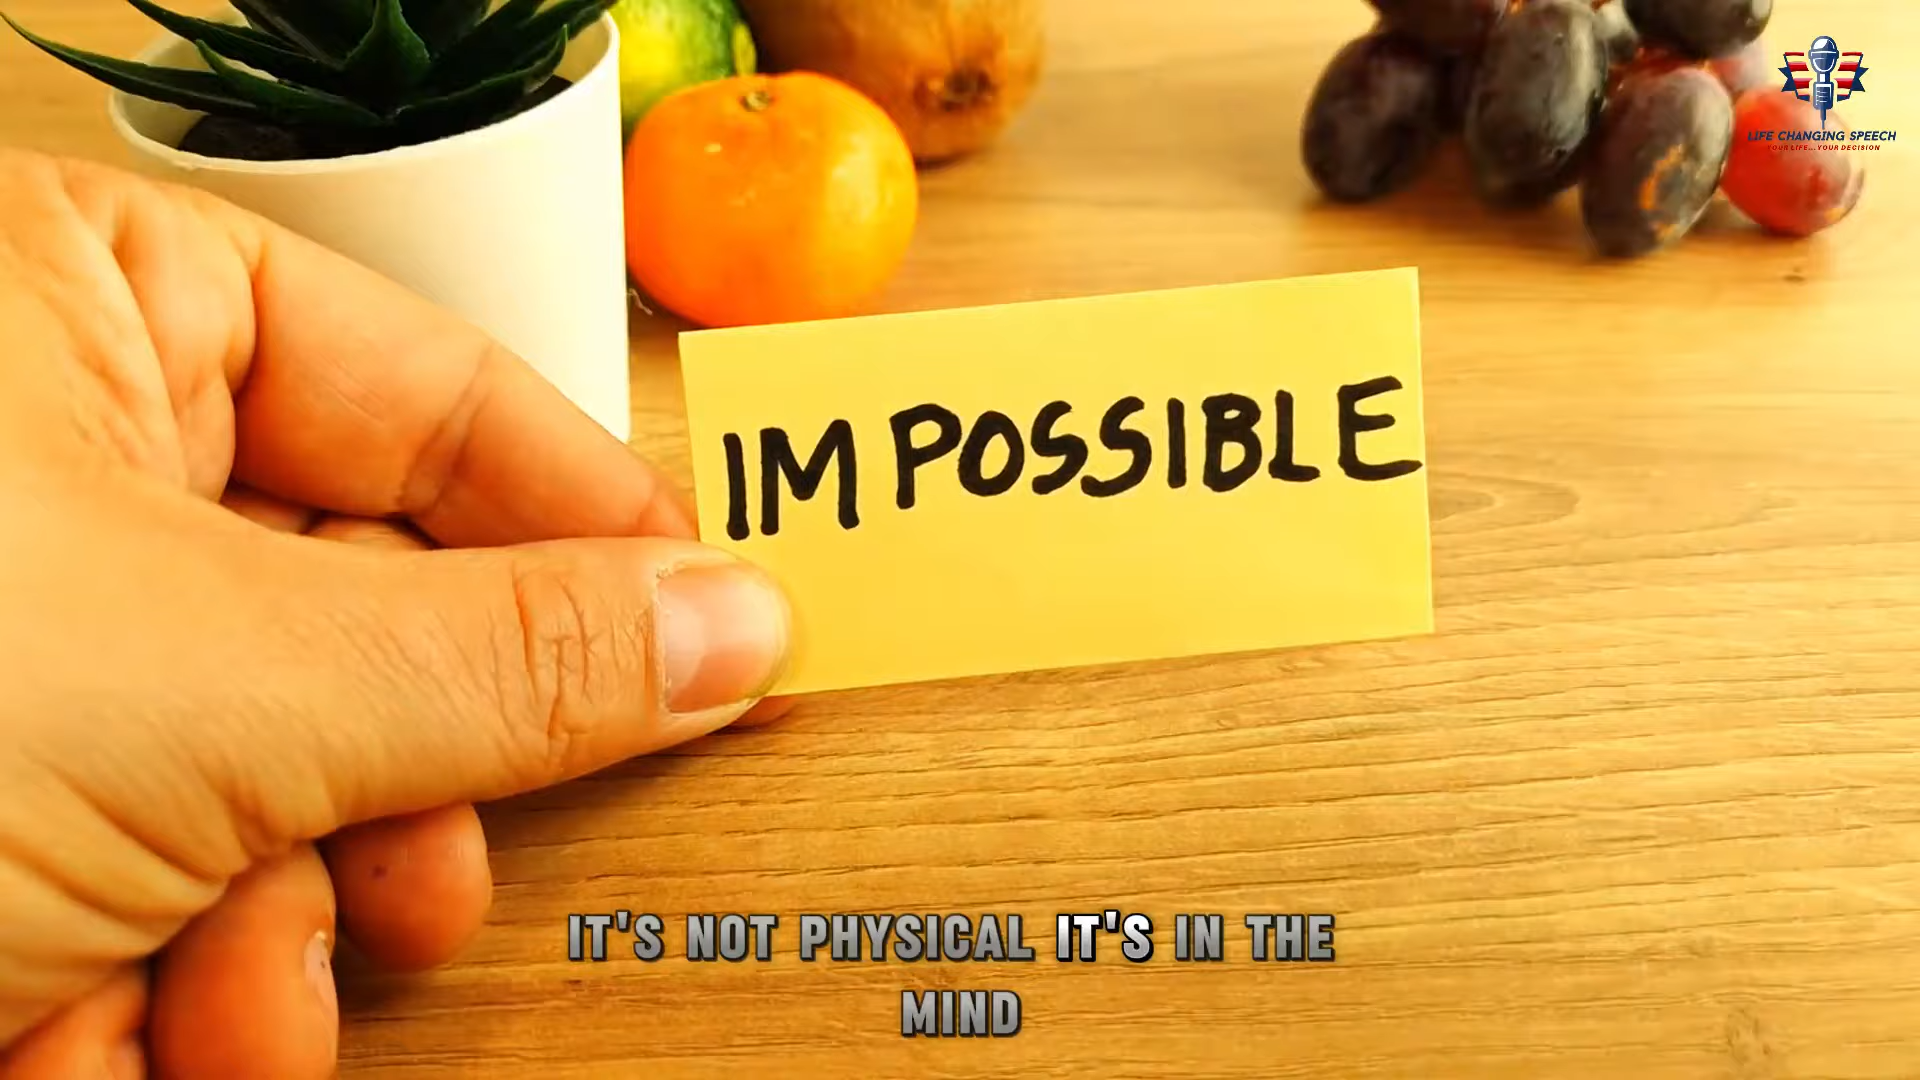 LIFE CHANGING SPEECH
YOUR LIFE...YOUR DECISION
IM POSSIBLE
IT'S NOT PHYSICAL IT'S IN THE
MIND